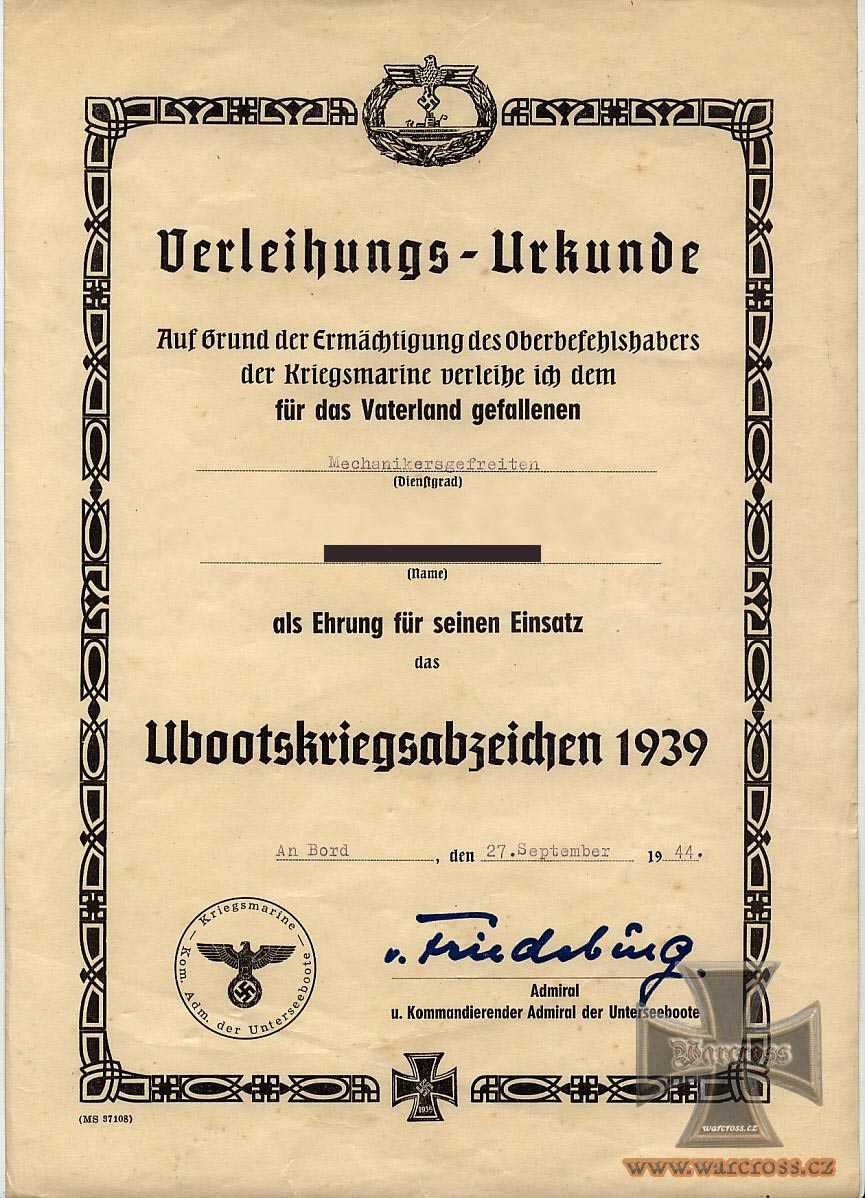 Verleihungs-Urkunde
Auf Grund der Ermächtigung des Oberbefehlshabers
der Kriegsmarine verleihe ich dem
für das Vaterland gefallenen
Mechanikersgefreiten
(Dienstgrad)
(Name)
als Ehrung für seinen Einsatz
das
Ubootskriegsabzeichen 1939
An Bord, den 27.September 1944.
Kriegsmarine
Kom. Adm. der Unterseeboote
v. Friedeburg.
Admiral
u. Kommandierender Admiral der Unterseeboote
1939
(MS 37108)
Warcross
warcross.cz
www.warcross.cz